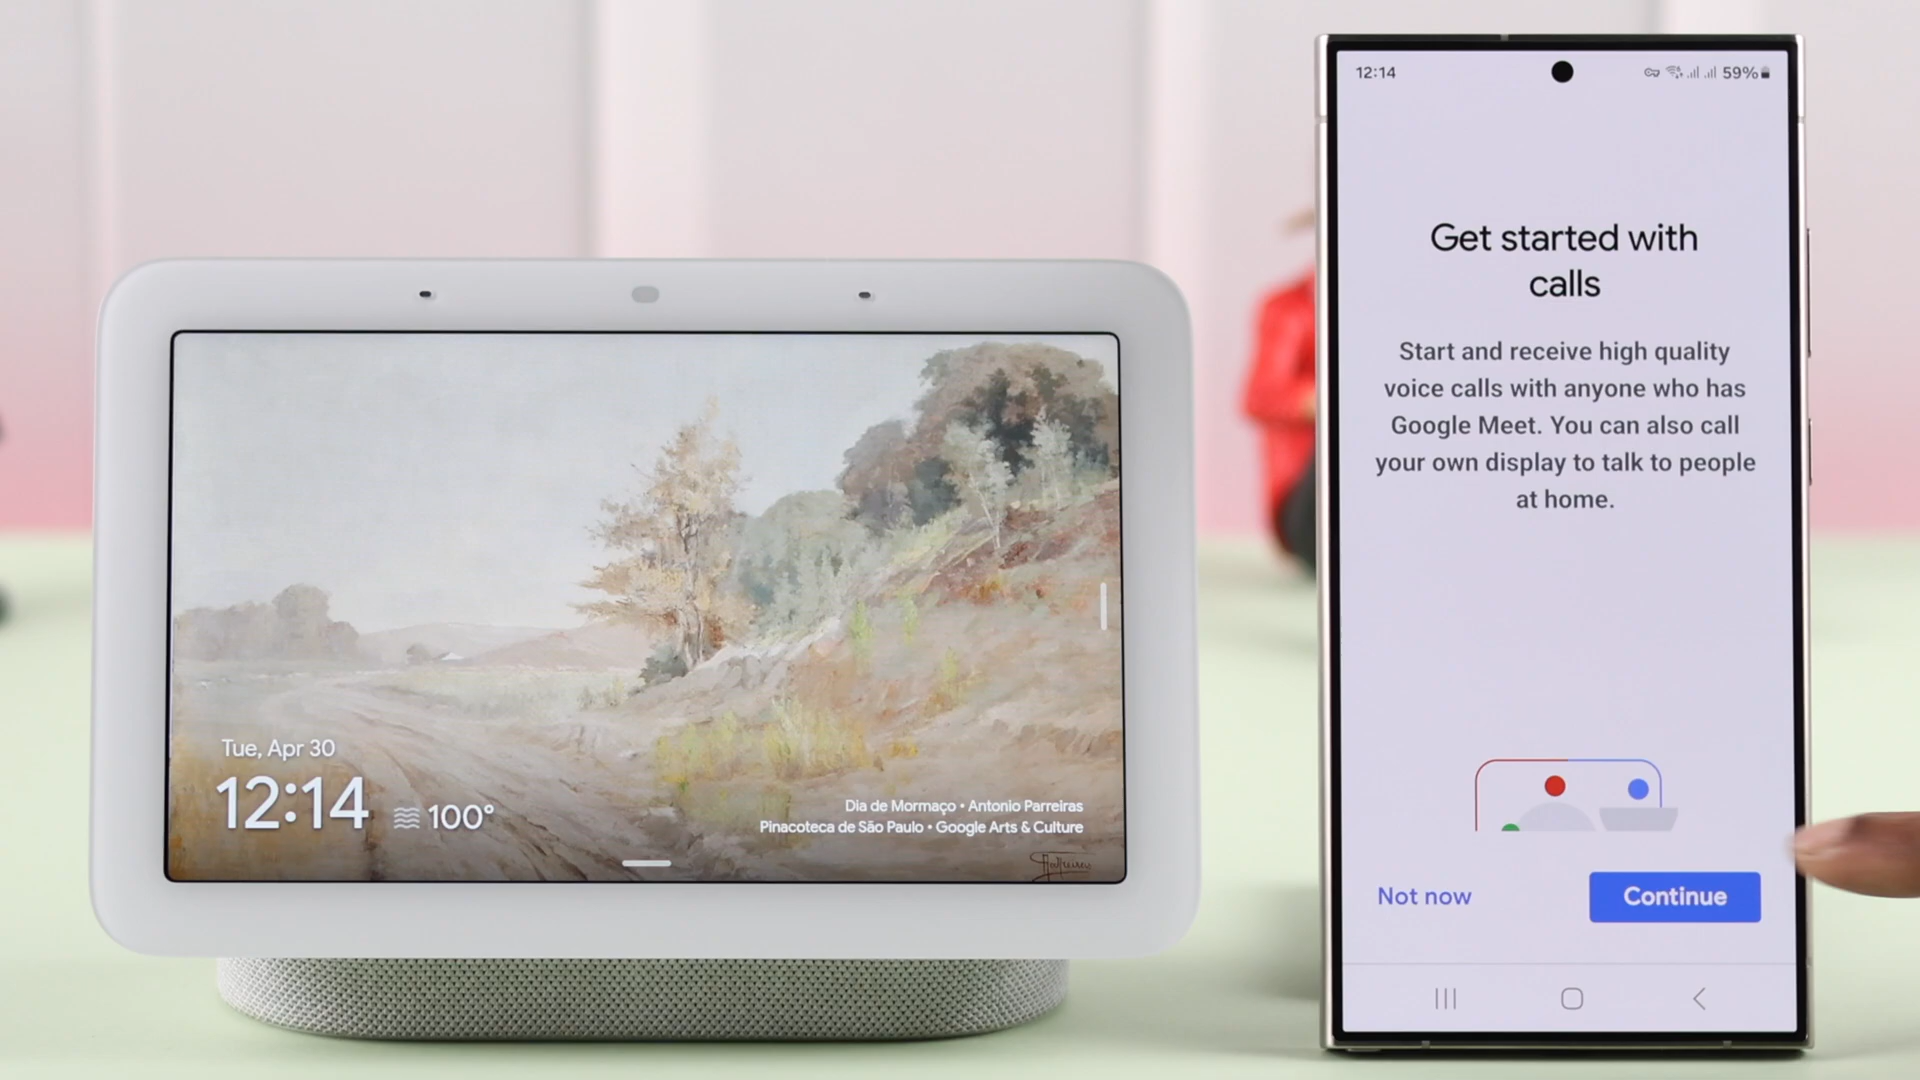 Tue, Apr 30
12:14 100°
Dia de Mormaço • Antonio Parreiras
Pinacoteca de São Paulo • Google Arts & Culture
12:14 59%
Get started with
calls
Start and receive high quality
voice calls with anyone who has
Google Meet. You can also call
your own display to talk to people
at home.
Not now Continue